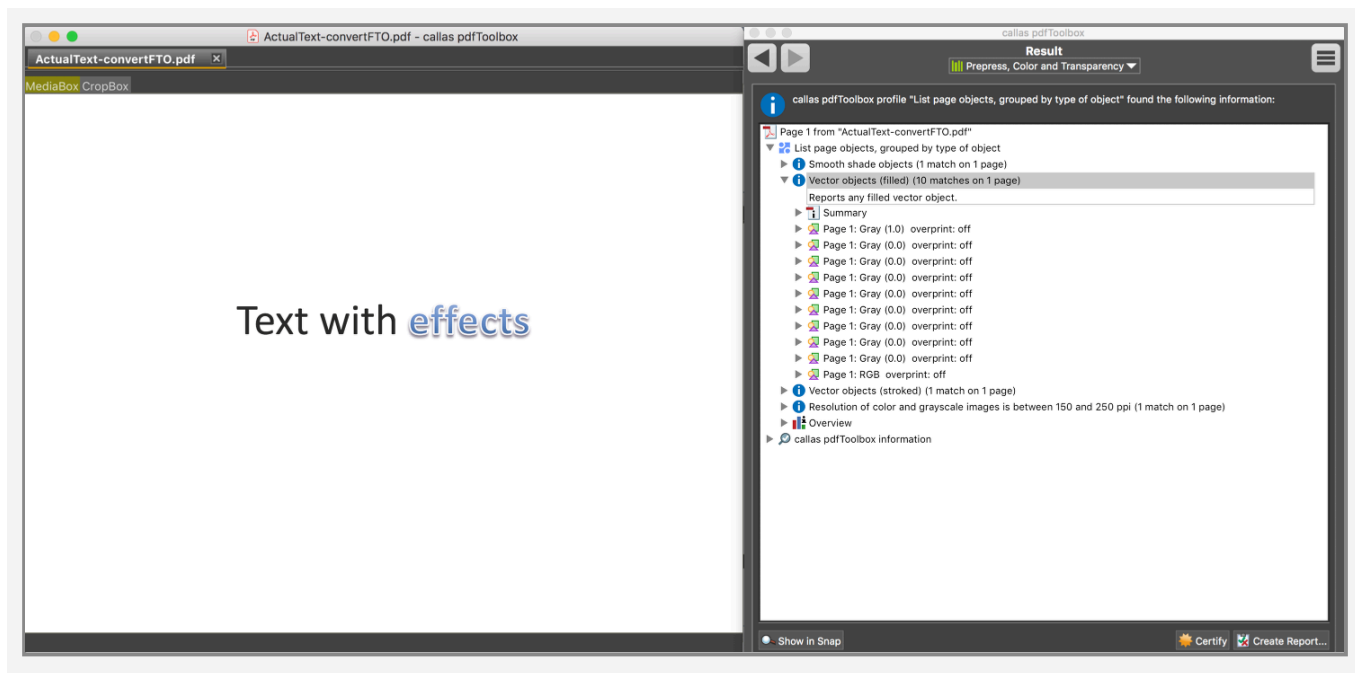 ActualText-convertFTO.pdf - callas pdfToolbox
ActualText-convertFTO.pdf
MediaBox CropBox
Text with effects
callas pdfToolbox
Result
Prepress, Color and Transparency
callas pdfToolbox profile "List page objects, grouped by type of object" found the following information:
Page 1 from "ActualText-convertFTO.pdf"
List page objects, grouped by type of object
Smooth shade objects (1 match on 1 page)
Vector objects (filled) (10 matches on 1 page)
Reports any filled vector object.
Summary
Page 1: Gray (1.0) overprint: off
Page 1: Gray (0.0) overprint: off
Page 1: Gray (0.0) overprint: off
Page 1: Gray (0.0) overprint: off
Page 1: Gray (0.0) overprint: off
Page 1: Gray (0.0) overprint: off
Page 1: Gray (0.0) overprint: off
Page 1: Gray (0.0) overprint: off
Page 1: Gray (0.0) overprint: off
Page 1: RGB overprint: off
Vector objects (stroked) (1 match on 1 page)
Resolution of color and grayscale images is between 150 and 250 ppi (1 match on 1 page)
Overview
callas pdfToolbox information
Show in Snap
Certify
Create Report...